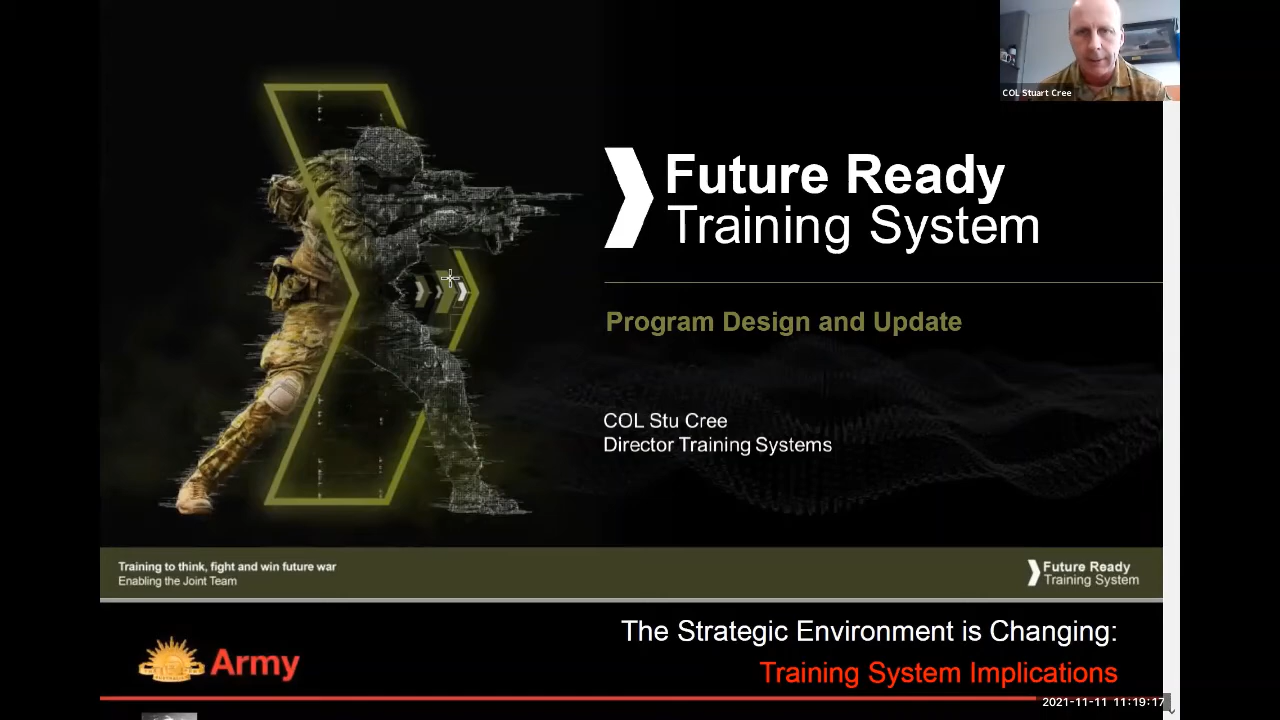 COL Stuart Cree
Future Ready
Training System
Program Design and Update
COL Stu Cree
Director Training Systems
Training to think, fight and win future war
Enabling the Joint Team
Future Ready
Training System
The Strategic Environment is Changing:
Army
Training System Implications
2021-11-11 11:19:17